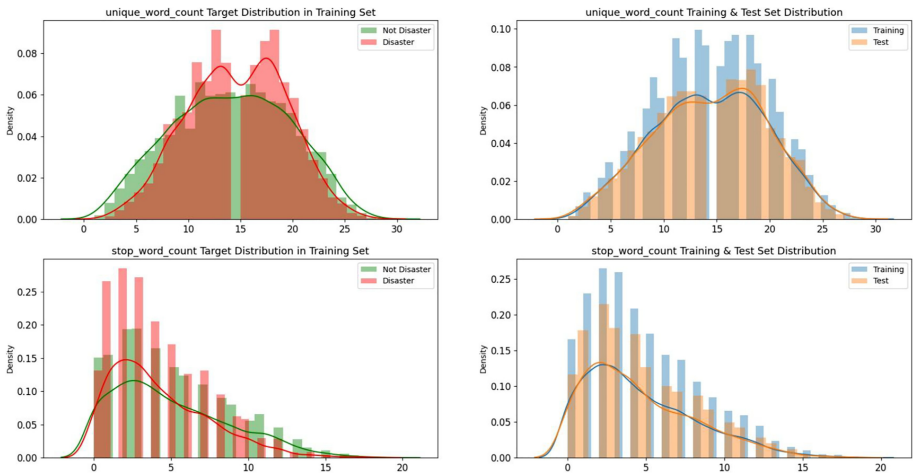 unique_word_count Target Distribution in Training Set
Not Disaster
Disaster
Density
0.08
0.06
0.04
0.02
0.00
0 5 10 15 20 25 30
unique_word_count Training & Test Set Distribution
Training
Test
Density
0.10
0.08
0.06
0.04
0.02
0.00
0 5 10 15 20 25 30
stop_word_count Target Distribution in Training Set
Not Disaster
Disaster
Density
0.25
0.20
0.15
0.10
0.05
0.00
0 5 10 15 20
stop_word_count Training & Test Set Distribution
Training
Test
Density
0.25
0.20
0.15
0.10
0.05
0.00
0 5 10 15 20